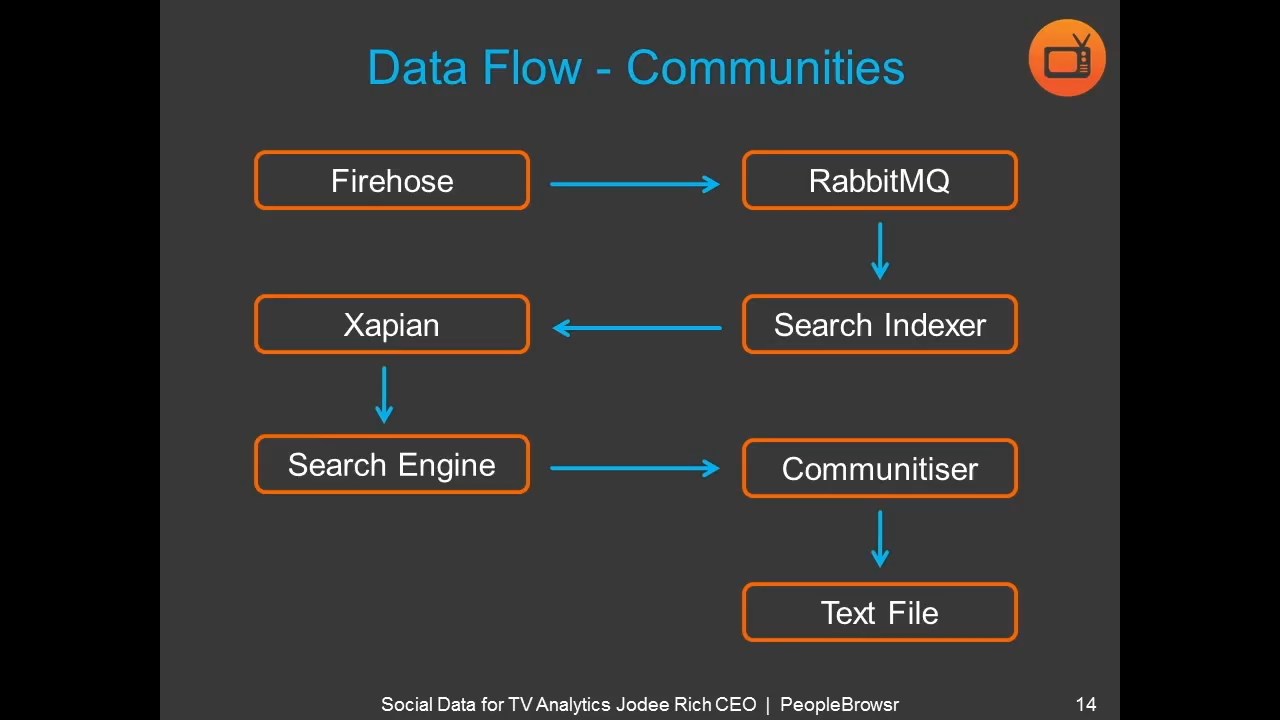 Data Flow - Communities
Firehose
RabbitMQ
Xapian
Search Indexer
Search Engine
Communitiser
Text File
Social Data for TV Analytics Jodee Rich CEO | PeopleBrowsr
14